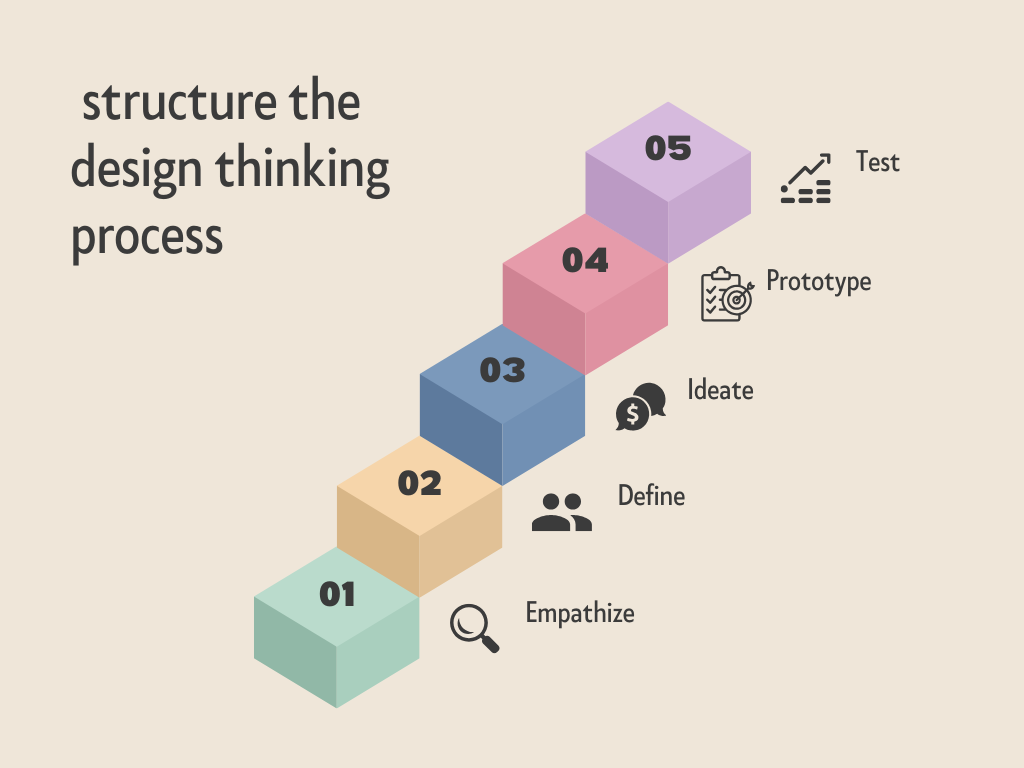 structure the
design thinking
process
05
Test
04
Prototype
03
Ideate
$
02
Define
01
Empathize